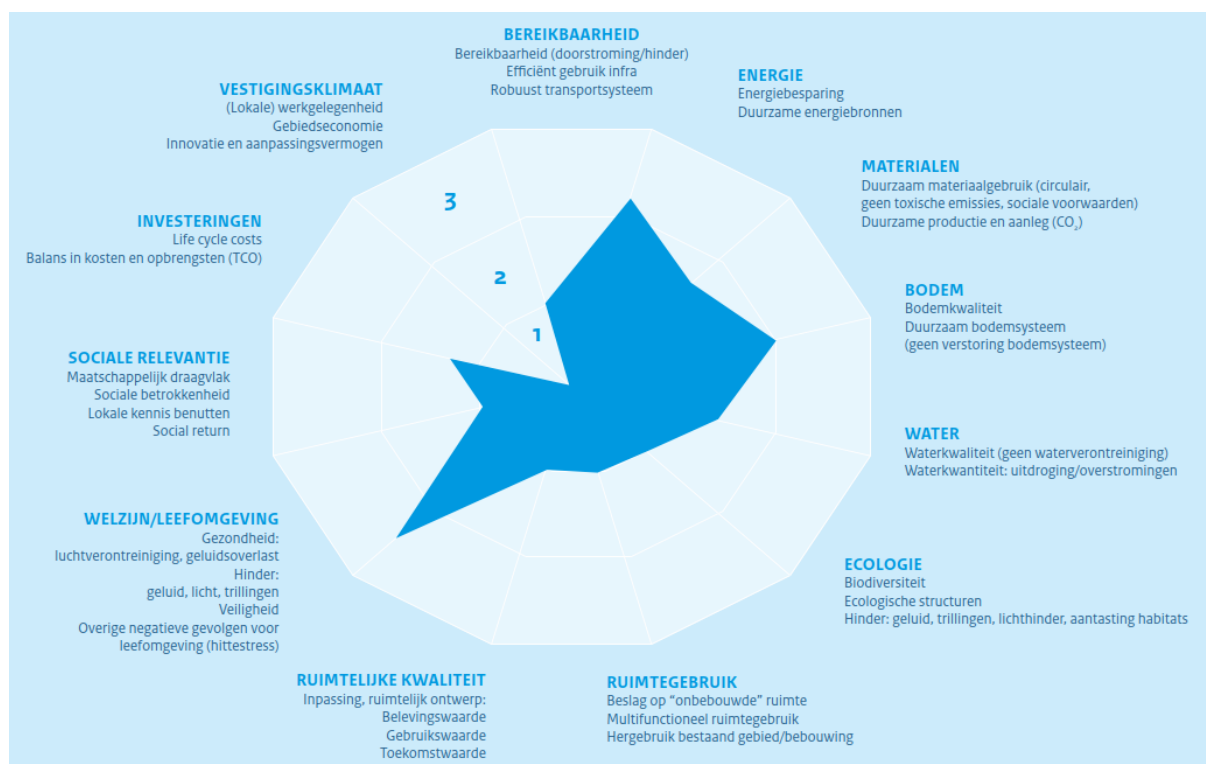 BEREIKBAARHEID
Bereikbaarheid (doorstroming/hinder)
Efficiënt gebruik infra
Robuust transportsysteem
ENERGIE
Energiebesparing
Duurzame energiebronnen
MATERIALEN
Duurzaam materiaalgebruik (circulair,
geen toxische emissies, sociale voorwaarden)
Duurzame productie en aanleg (CO₂)
BODEM
Bodemkwaliteit
Duurzaam bodemsysteem
(geen verstoring bodemsysteem)
WATER
Waterkwaliteit (geen waterverontreiniging)
Waterkwantiteit: uitdroging/overstromingen
ECOLOGIE
Biodiversiteit
Ecologische structuren
Hinder: geluid, trillingen, lichthinder, aantasting habitats
RUIMTEGEBRUIK
Beslag op “onbebouwde” ruimte
Multifunctioneel ruimtegebruik
Hergebruik bestaand gebied/bebouwing
RUIMTELIJKE KWALITEIT
Inpassing, ruimtelijk ontwerp:
Belevingswaarde
Gebruikswaarde
Toekomstwaarde
WELZIJN/LEEFOMGEVING
Gezondheid:
luchtverontreiniging, geluidsoverlast
Hinder:
geluid, licht, trillingen
Veiligheid
Overige negatieve gevolgen voor
leefomgeving (hittestress)
SOCIALE RELEVANTIE
Maatschappelijk draagvlak
Sociale betrokkenheid
Lokale kennis benutten
Social return
INVESTERINGEN
Life cycle costs
Balans in kosten en opbrengsten (TCO)
VESTIGINGSKLIMAAT
(Lokale) werkgelegenheid
Gebiedseconomie
Innovatie en aanpassingsvermogen
3
2
1